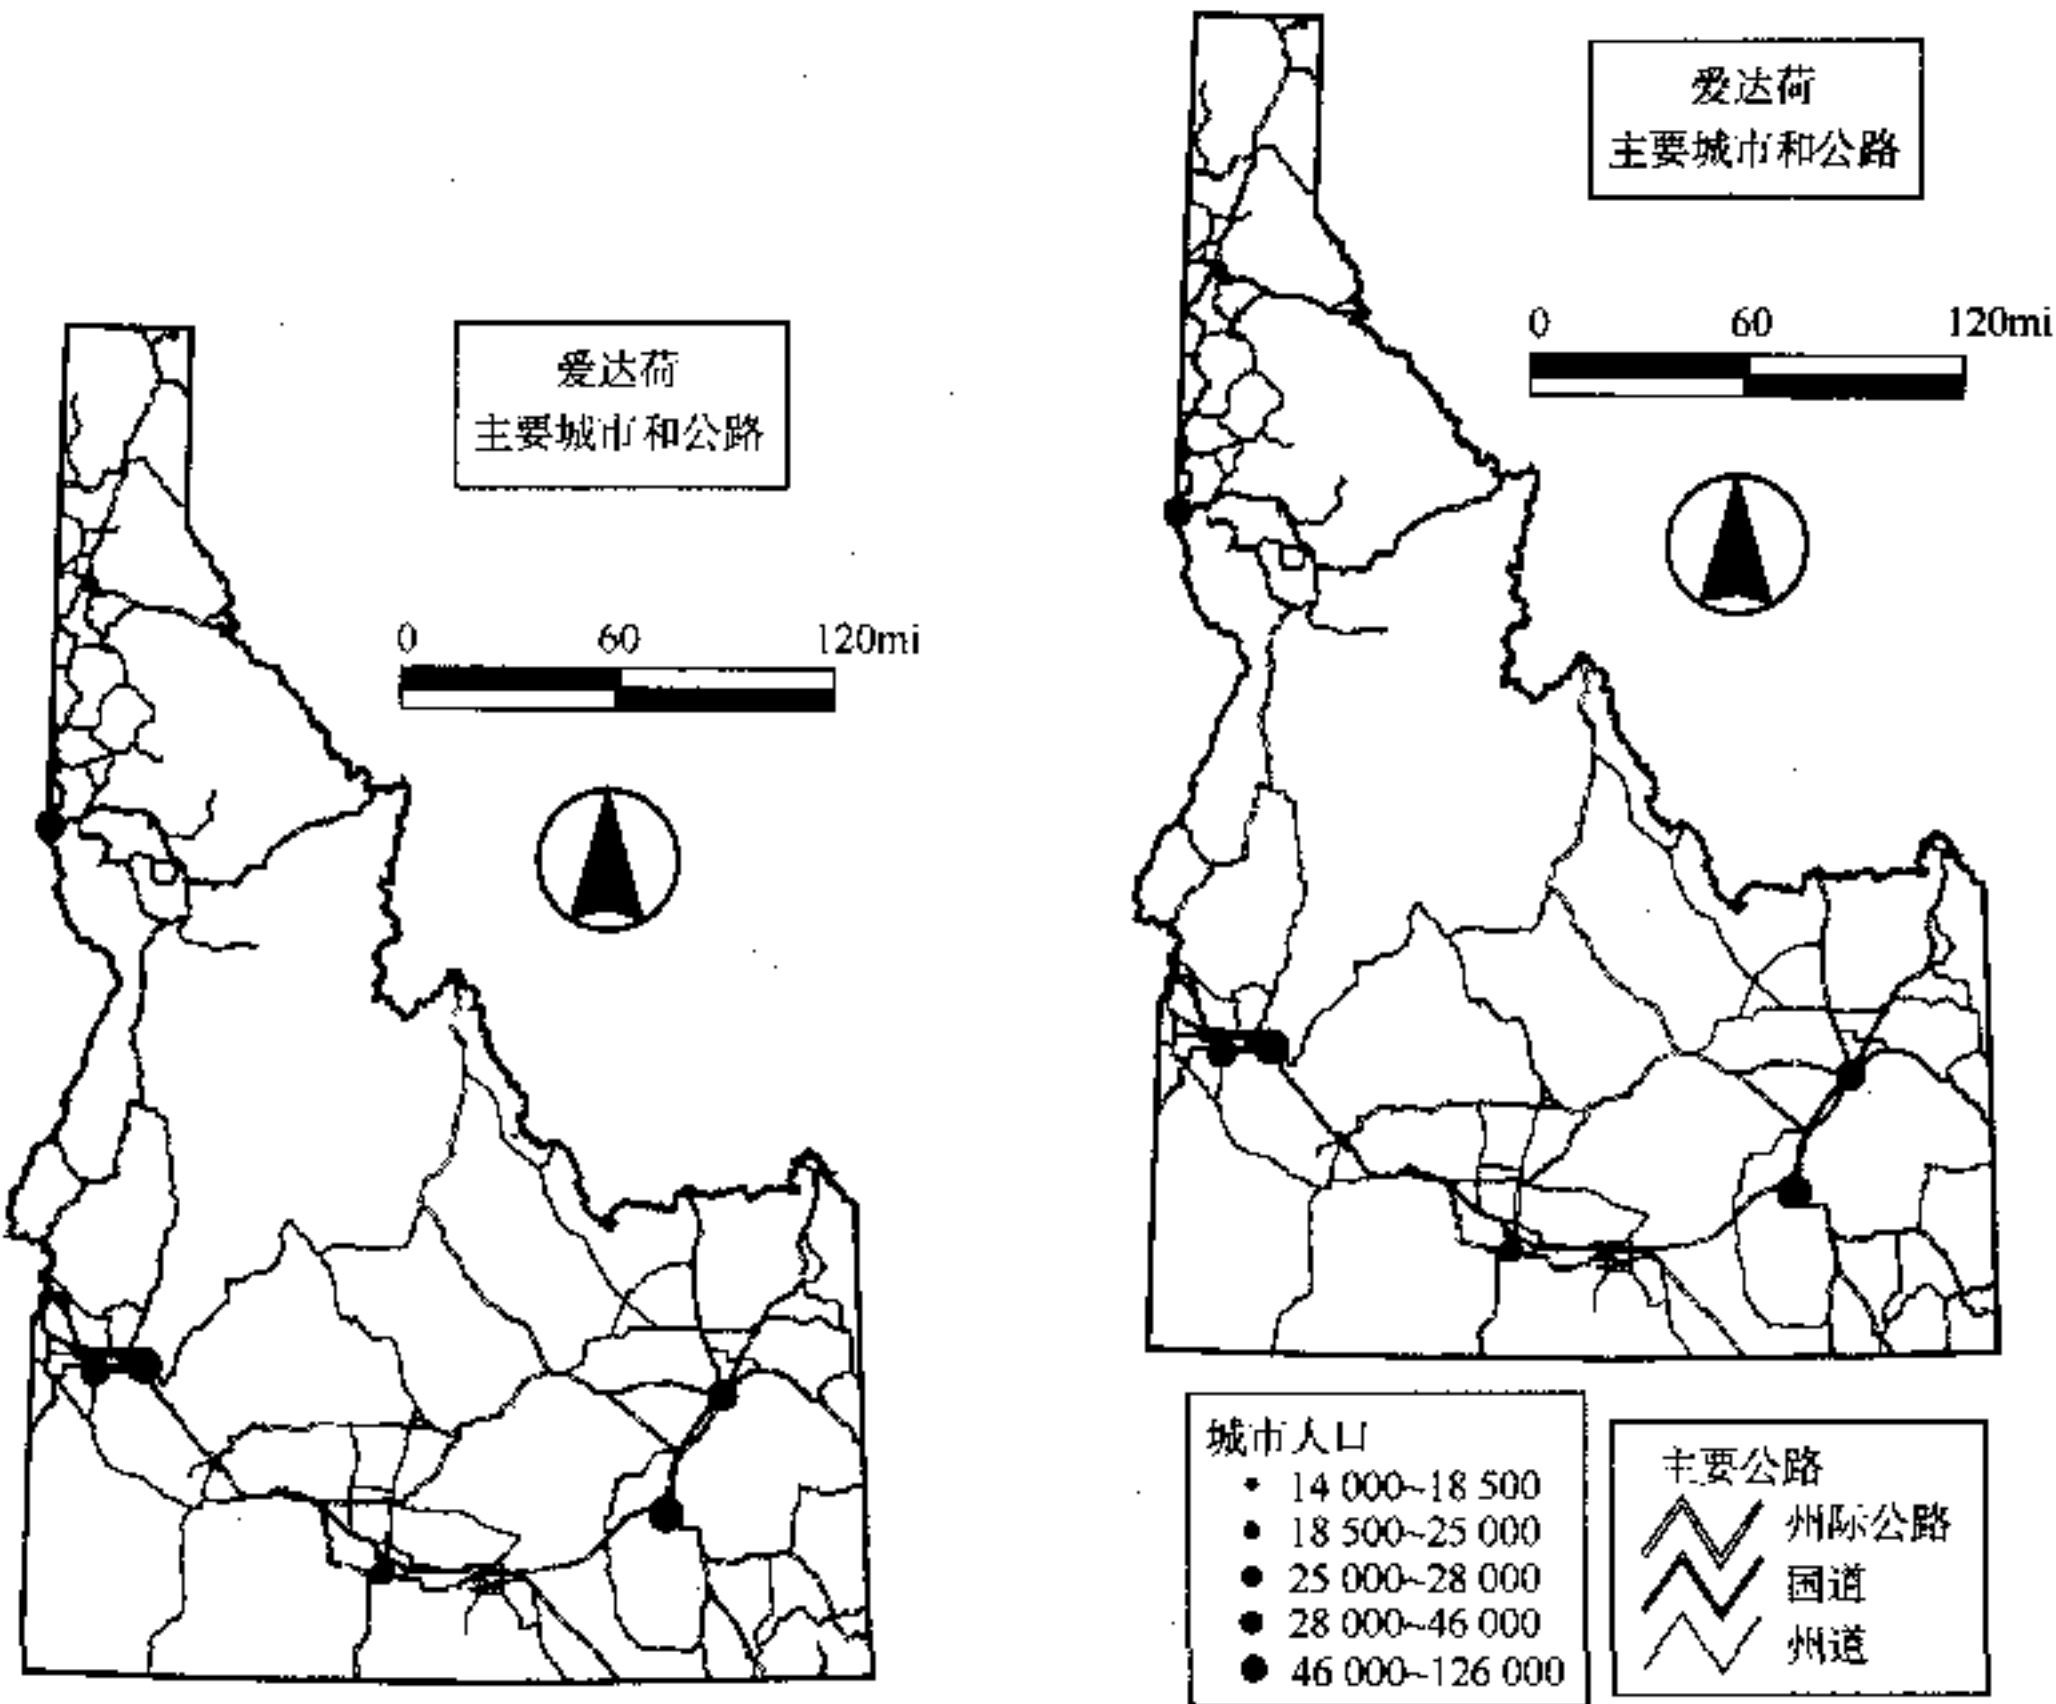 爱达荷
主要城市和公路
0 60 120mi
爱达荷
主要城市和公路
0 60 120mi
城市人口
14 000~18 500
18 500~25 000
25 000~28 000
28 000~46 000
46 000~126 000
主要公路
州际公路
国道
州道